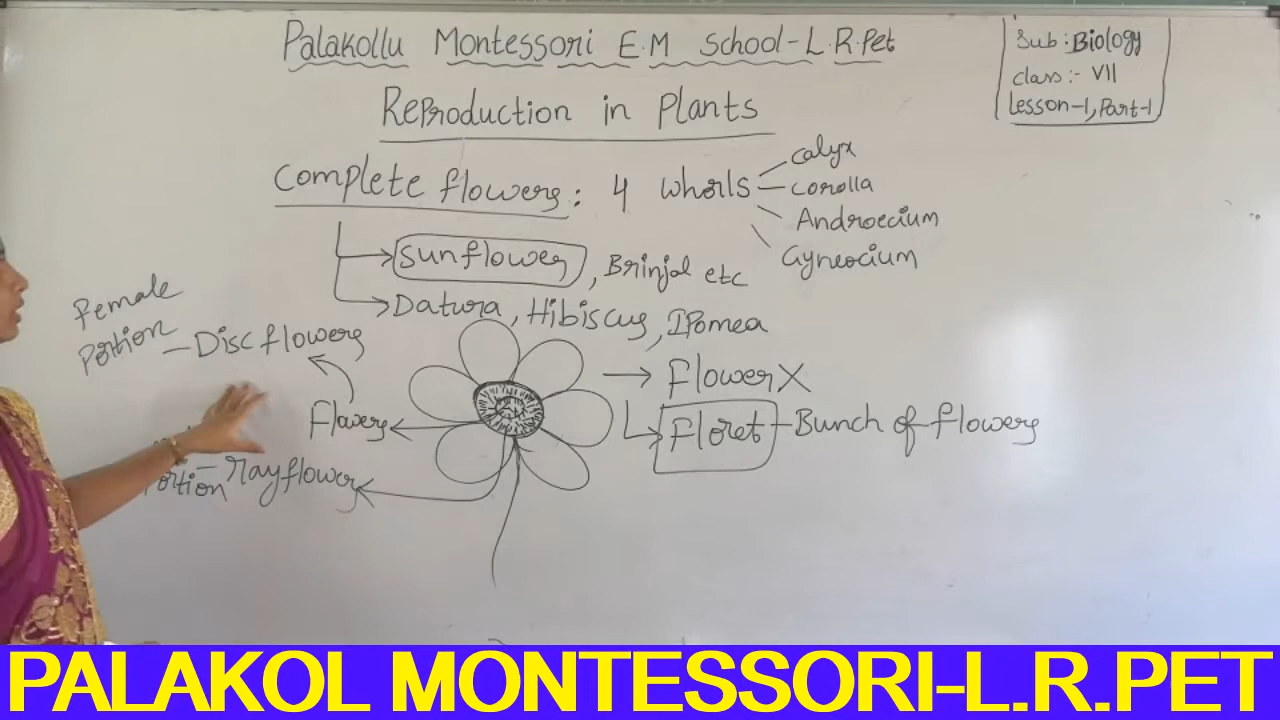 Palakollu Montessori E.M School-L.R.Pet
Sub : Biology
class :- VII
Lesson-1, Part-1
Reproduction in Plants
Complete flowers : 4 whorls
calyx
corolla
Androecium
Gyneocium
Sunflower, Brinjal etc
Datura, Hibiscus, IPomea
Female
Portion - Disc flowers
Flowers
Portion - ray flower
Flower X
Floret - Bunch of flowers
PALAKOL MONTESSORI-L.R.PET